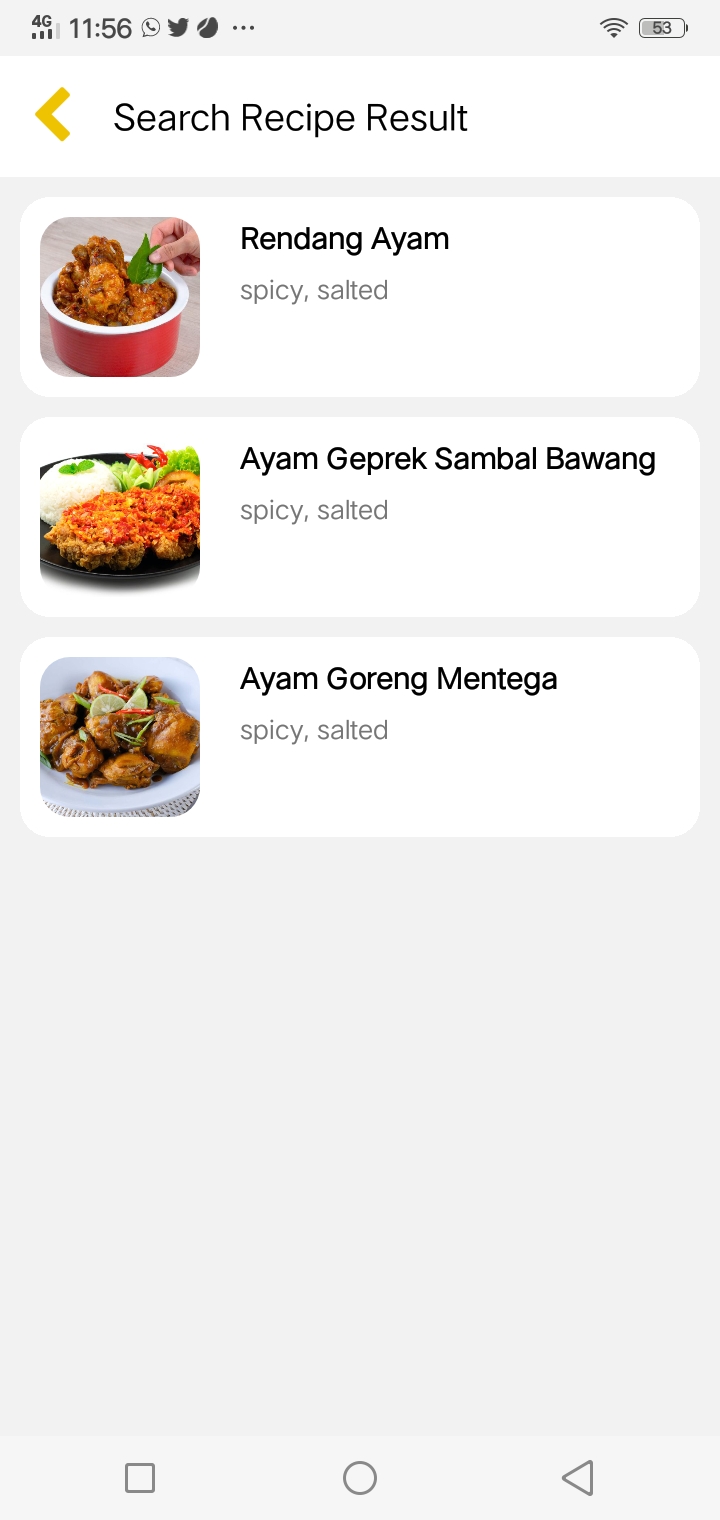 4G 11:56 53
Search Recipe Result
Rendang Ayam
spicy, salted
Ayam Geprek Sambal Bawang
spicy, salted
Ayam Goreng Mentega
spicy, salted